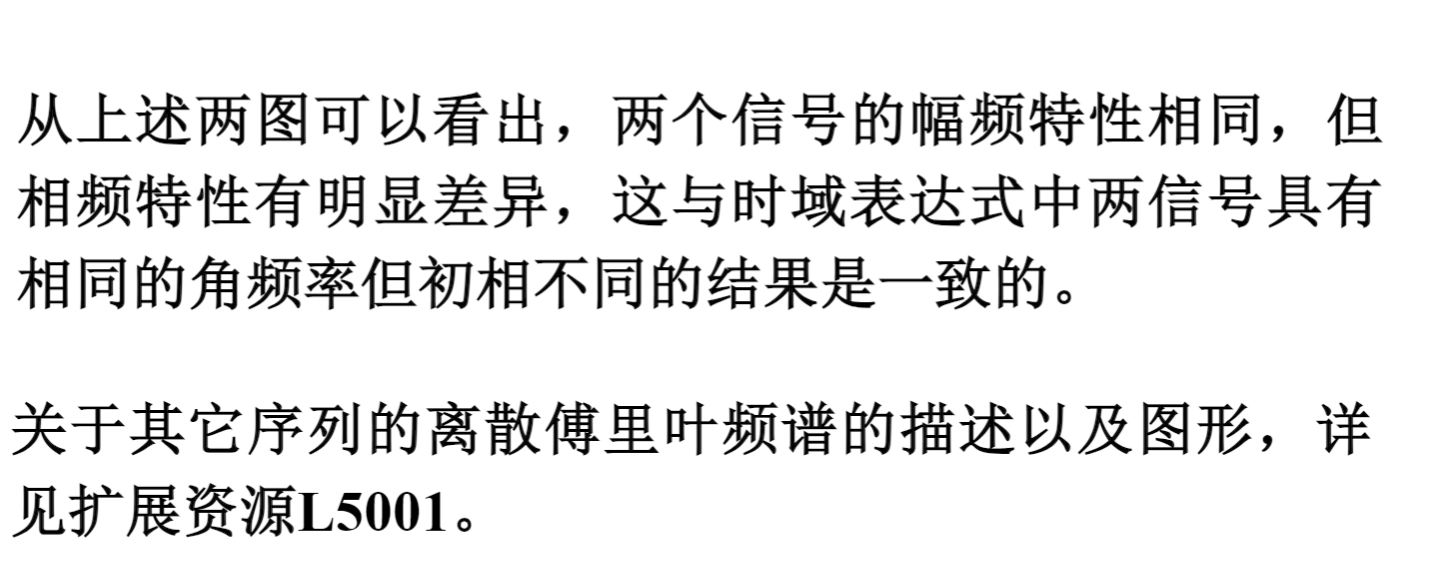 从上述两图可以看出，两个信号的幅频特性相同，但
相频特性有明显差异，这与时域表达式中两信号具有
相同的角频率但初相不同的结果是一致的。
关于其它序列的离散傅里叶频谱的描述以及图形，详
见扩展资源L5001。